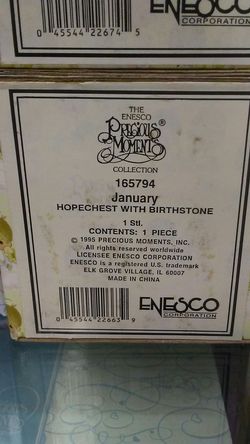 0 45544 22674 5
ENESCO
CORPORATION
THE
ENESCO
PRECIOUS
MOMENTS®
COLLECTION
165794
January
HOPECHEST WITH BIRTHSTONE
1 Stl.
CONTENTS: 1 PIECE
© 1995 PRECIOUS MOMENTS, INC.
All rights reserved worldwide
LICENSEE ENESCO CORPORATION
ENESCO is a registered U.S. trademark
ELK GROVE VILLAGE, IL 60007
MADE IN CHINA
0 45544 22663 9
ENESCO
CORPORATION